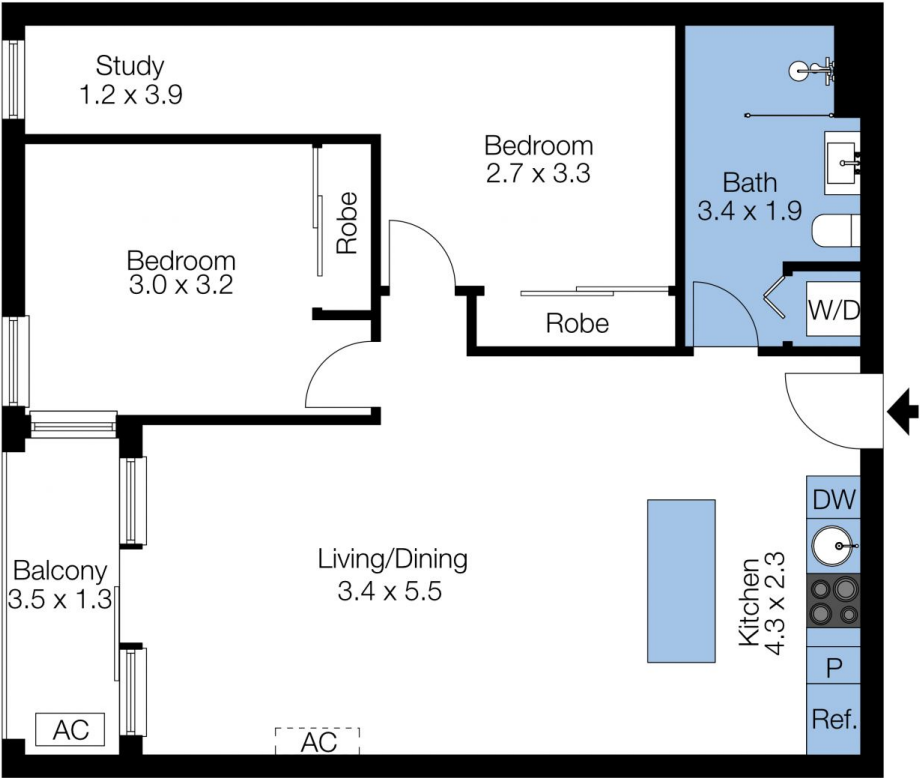 Study
1.2 x 3.9
Bedroom
2.7 x 3.3
Bath
3.4 x 1.9
Robe
Bedroom
3.0 x 3.2
W/D
Robe
DW
Living/Dining
3.4 x 5.5
Kitchen
4.3 x 2.3
Balcony
3.5 x 1.3
P
Ref.
AC
AC